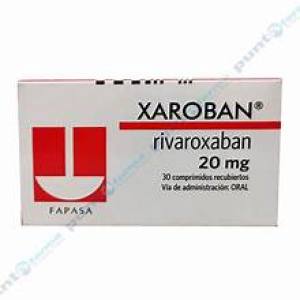 XAROBAN®
rivaroxaban
20 mg
30 comprimidos recubiertos
Vía de administración: ORAL
FAPASA